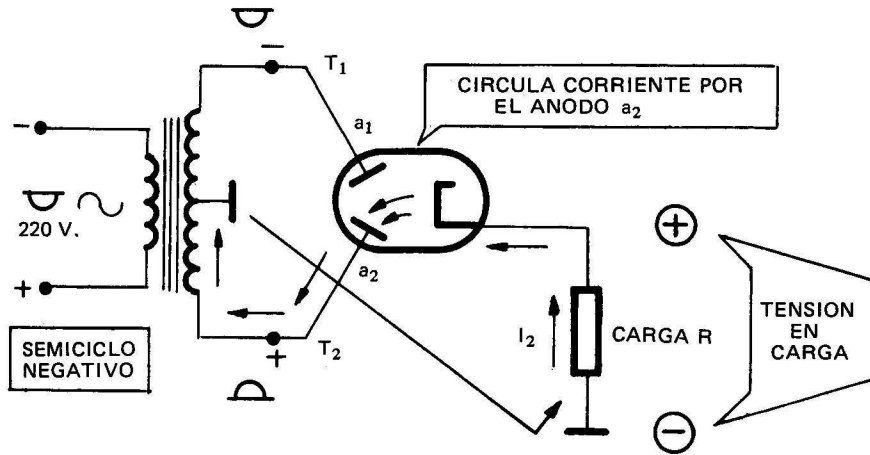 −
T₁
CIRCULA CORRIENTE POR
EL ANODO a₂
a₁
−
220 V.
+
a₂
+
−
+
T₂
I₂
CARGA R
TENSION
EN
CARGA
SEMICICLO
NEGATIVO